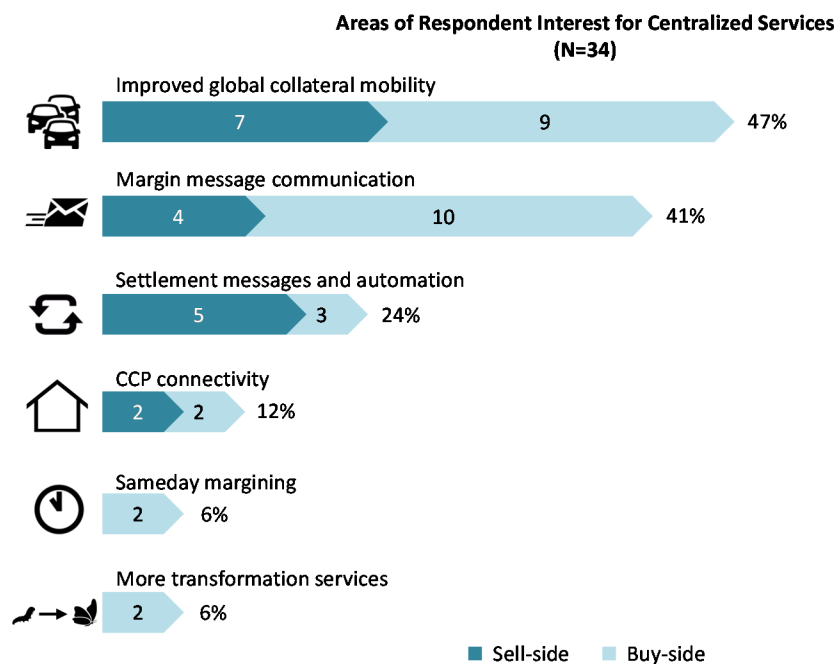 Areas of Respondent Interest for Centralized Services
(N=34)
Improved global collateral mobility
7 9 47%
Margin message communication
4 10 41%
Settlement messages and automation
5 3 24%
CCP connectivity
2 2 12%
Sameday margining
2 6%
More transformation services
2 6%
Sell-side Buy-side